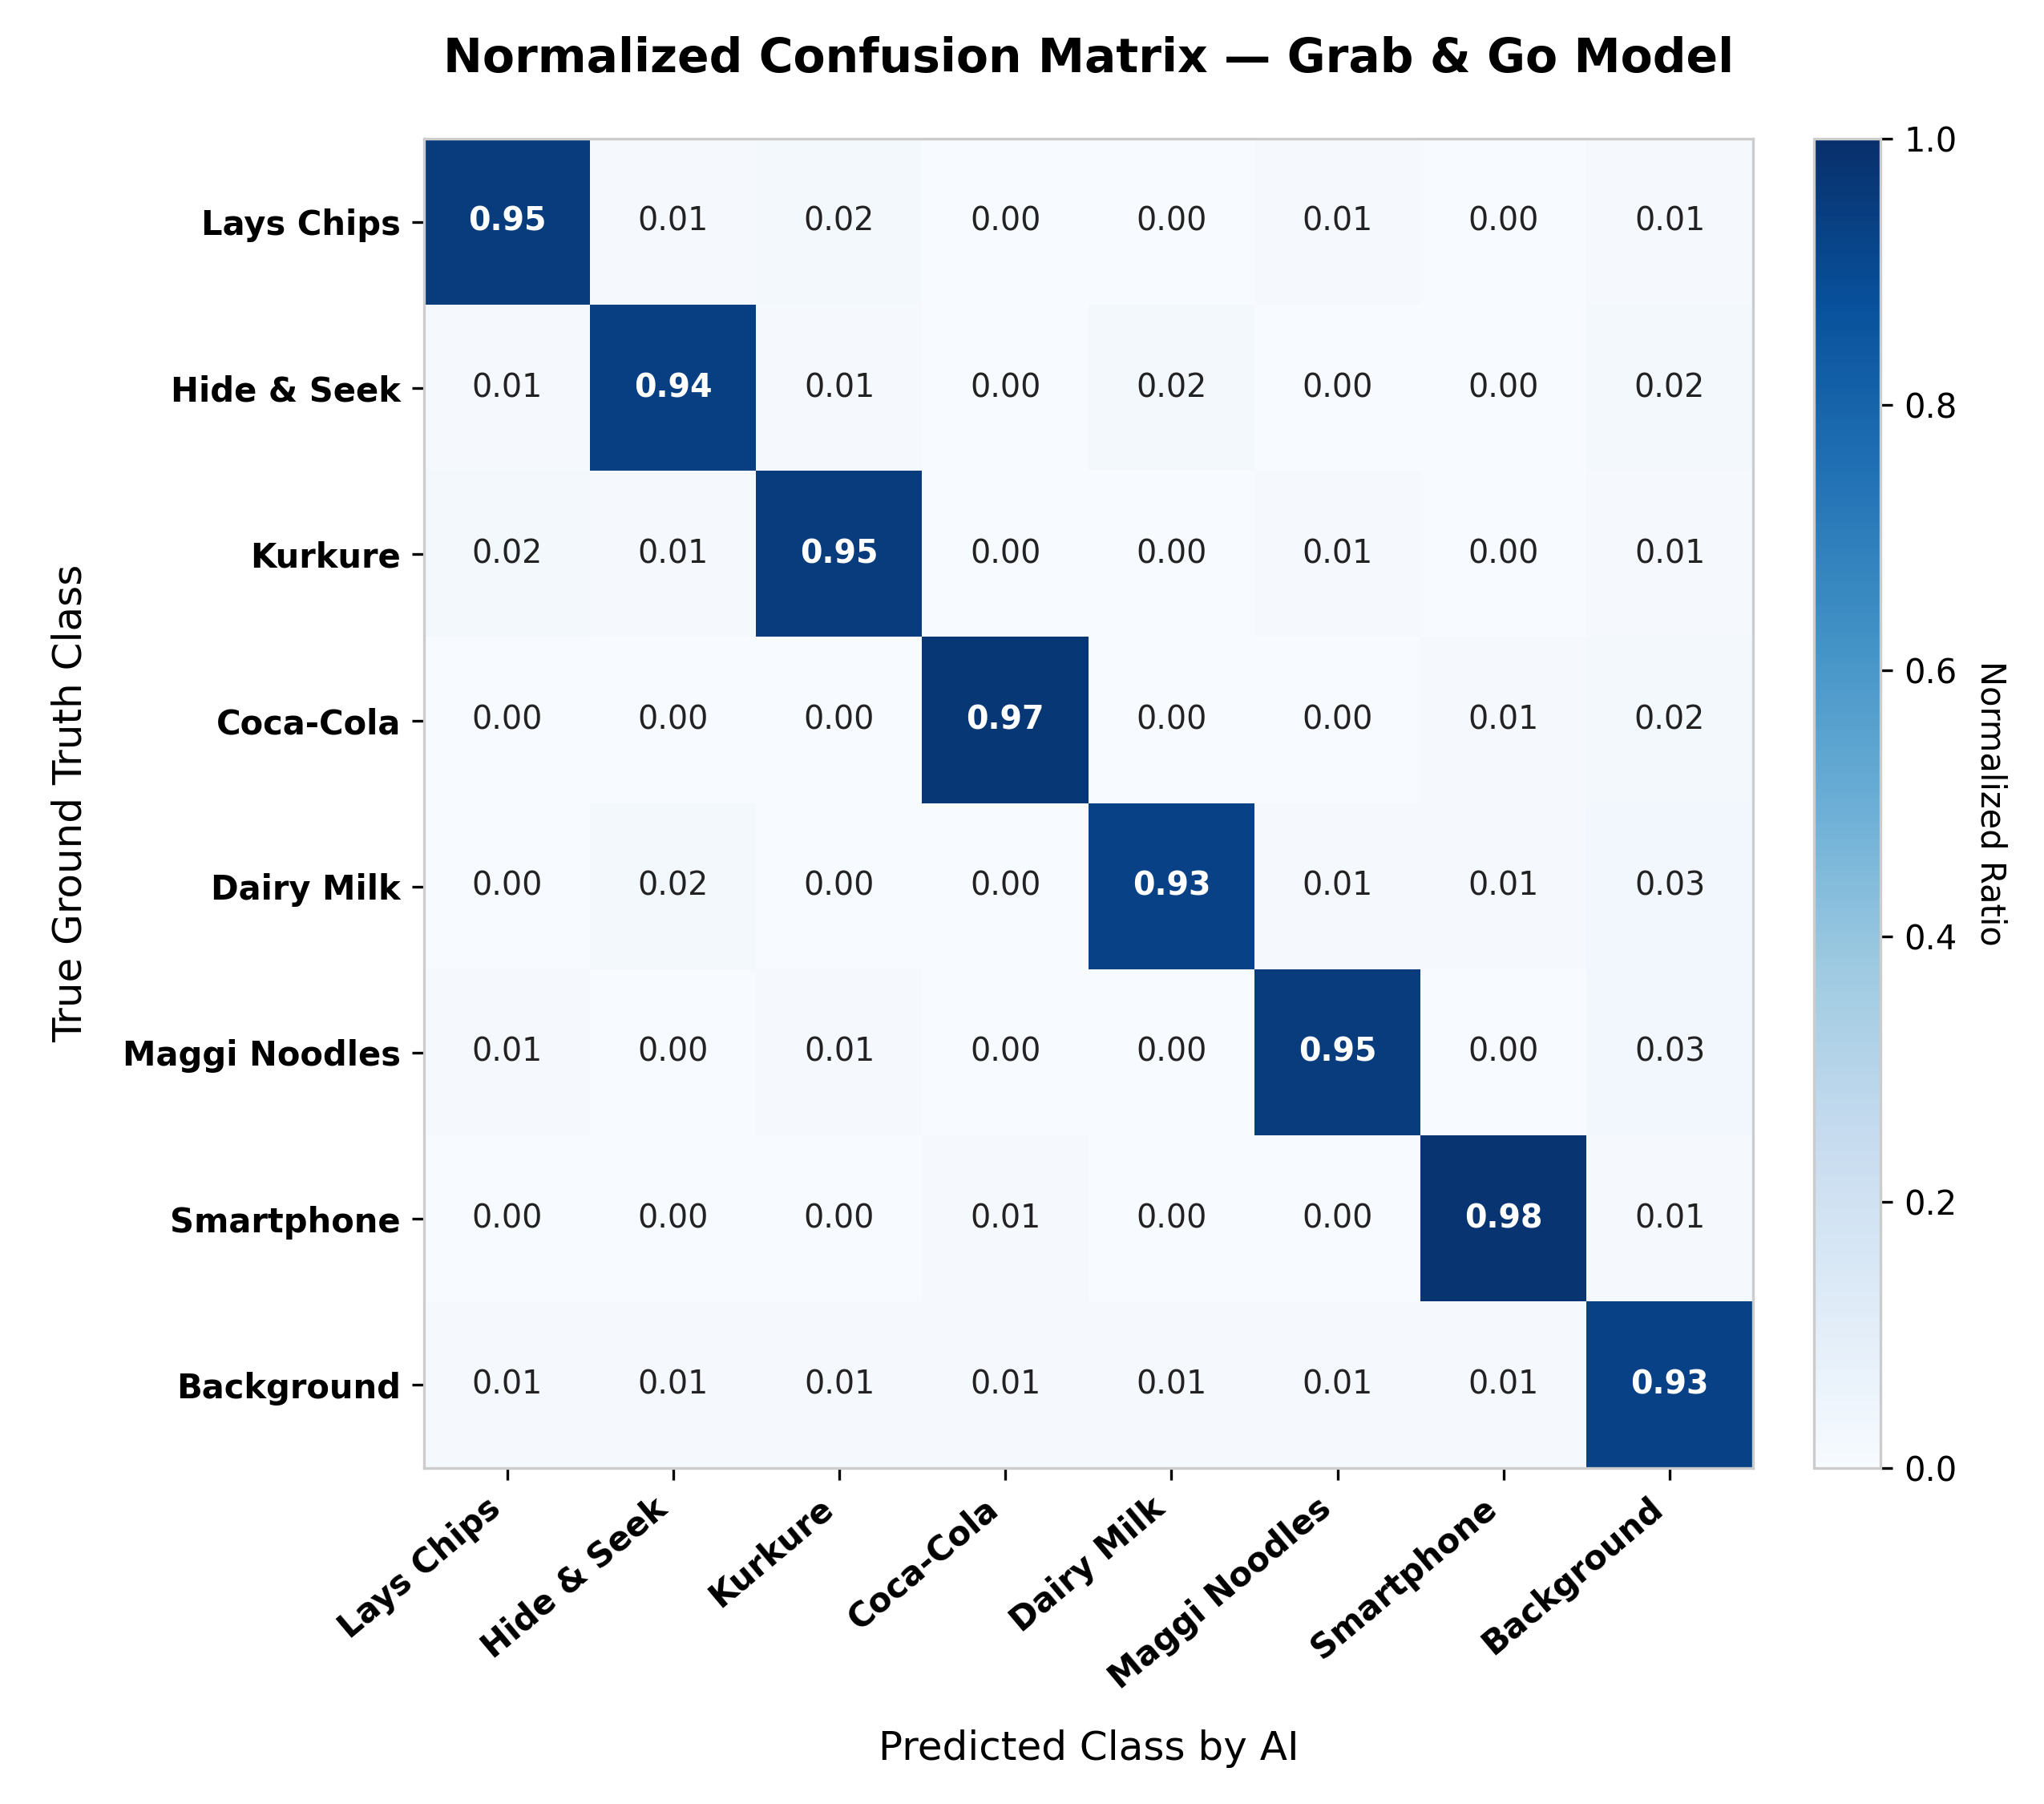 Normalized Confusion Matrix — Grab & Go Model
True Ground Truth Class
Lays Chips 0.95 0.01 0.02 0.00 0.00 0.01 0.00 0.01
Hide & Seek 0.01 0.94 0.01 0.00 0.02 0.00 0.00 0.02
Kurkure 0.02 0.01 0.95 0.00 0.00 0.01 0.00 0.01
Coca-Cola 0.00 0.00 0.00 0.97 0.00 0.00 0.01 0.02
Dairy Milk 0.00 0.02 0.00 0.00 0.93 0.01 0.01 0.03
Maggi Noodles 0.01 0.00 0.01 0.00 0.00 0.95 0.00 0.03
Smartphone 0.00 0.00 0.00 0.01 0.00 0.00 0.98 0.01
Background 0.01 0.01 0.01 0.01 0.01 0.01 0.01 0.93
Lays Chips
Hide & Seek
Kurkure
Coca-Cola
Dairy Milk
Maggi Noodles
Smartphone
Background
Predicted Class by AI
1.0
0.8
0.6
0.4
0.2
0.0
Normalized Ratio